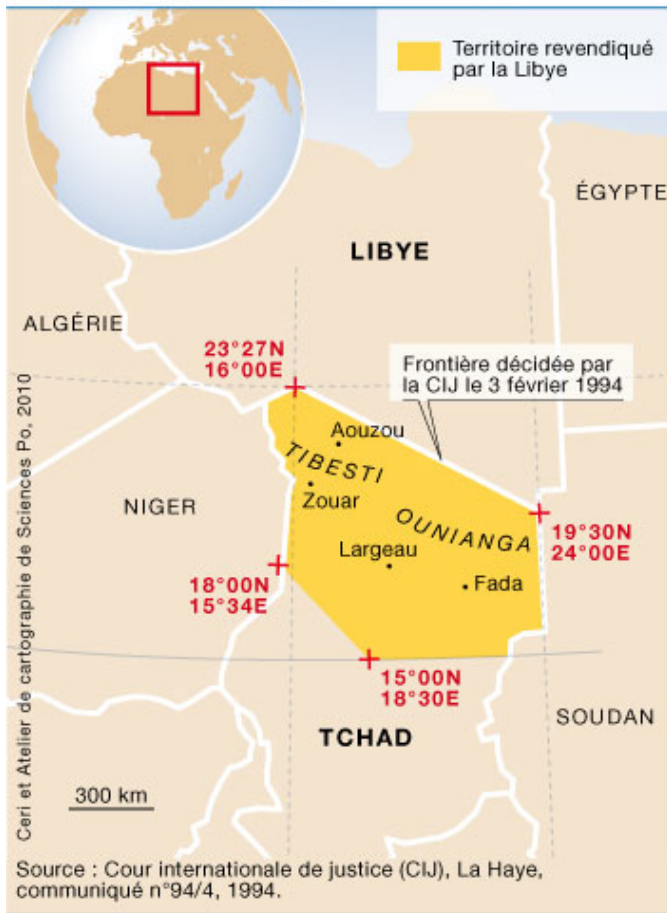 Territoire revendiqué
par la Libye
ÉGYPTE
LIBYE
ALGÉRIE
23°27N
16°00E
Frontière décidée par
la CIJ le 3 février 1994
Aouzou
TIBESTI
Zouar
NIGER
OUNIANGA
19°30N
24°00E
Largeau
Fada
18°00N
15°34E
15°00N
18°30E
SOUDAN
TCHAD
300 km
Ceri et Atelier de cartographie de Sciences Po, 2010
Source : Cour internationale de justice (CIJ), La Haye,
communiqué n°94/4, 1994.